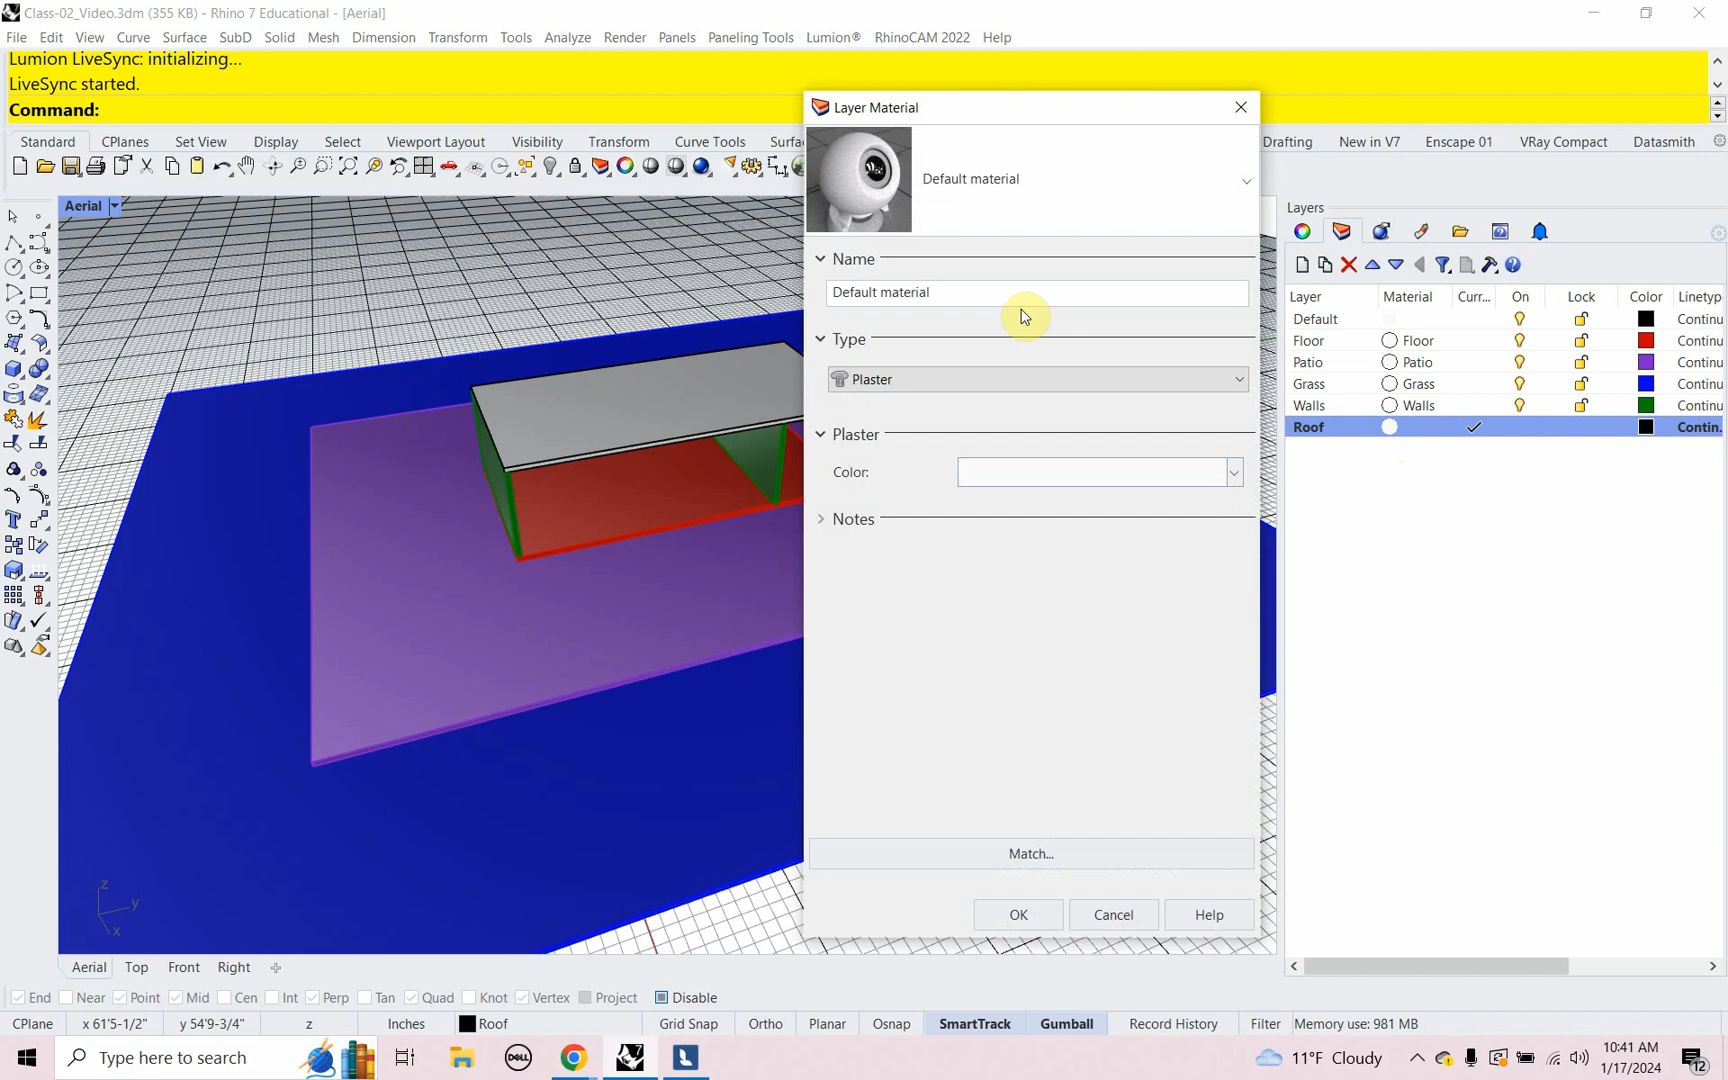 Class-02_Video.3dm (355 KB) - Rhino 7 Educational - [Aerial]
File Edit View Curve Surface SubD Solid Mesh Dimension Transform Tools Analyze Render Panels Paneling Tools Lumion® RhinoCAM 2022 Help
Lumion LiveSync: initializing...
LiveSync started.
Command:
Standard CPlanes Set View Display Select Viewport Layout Visibility Transform Curve Tools Surfa Drafting New in V7 Enscape 01 VRay Compact Datasmith
Aerial
Layer Material
Default material
Name
Default material
Type
Plaster
Plaster
Color:
Notes
Match...
OK Cancel Help
Layers
Layer Material Curr... On Lock Color Linetyp
Default Continu
Floor Floor Continu
Patio Patio Continu
Grass Grass Continu
Walls Walls Continu
Roof Contin.
z
y
x
Aerial Top Front Right
End Near Point Mid Cen Int Perp Tan Quad Knot Vertex Project Disable
CPlane x 61'5-1/2" y 54'9-3/4" z Inches Roof Grid Snap Ortho Planar Osnap SmartTrack Gumball Record History Filter Memory use: 981 MB
Type here to search DELL L 11°F Cloudy 10:41 AM
1/17/2024 12